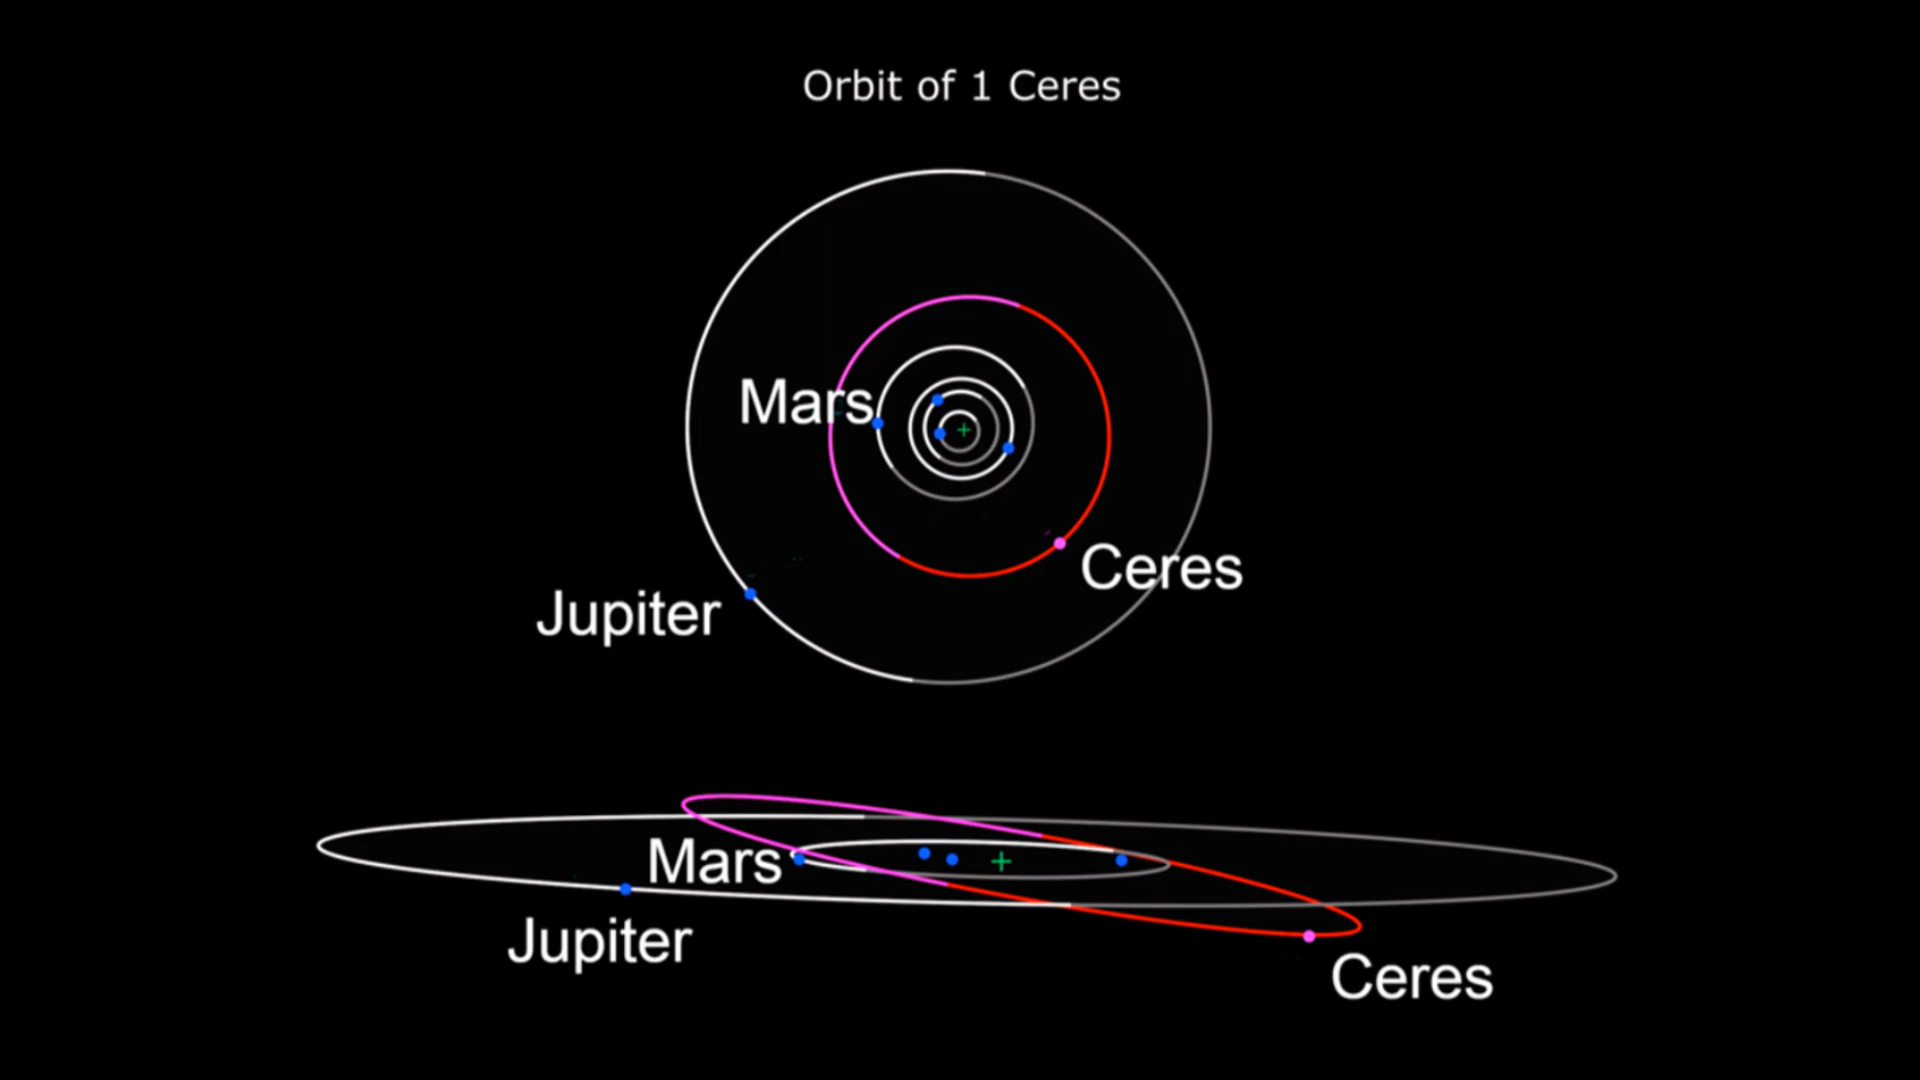 Orbit of 1 Ceres
Mars
Ceres
Jupiter
Mars
Jupiter
Ceres